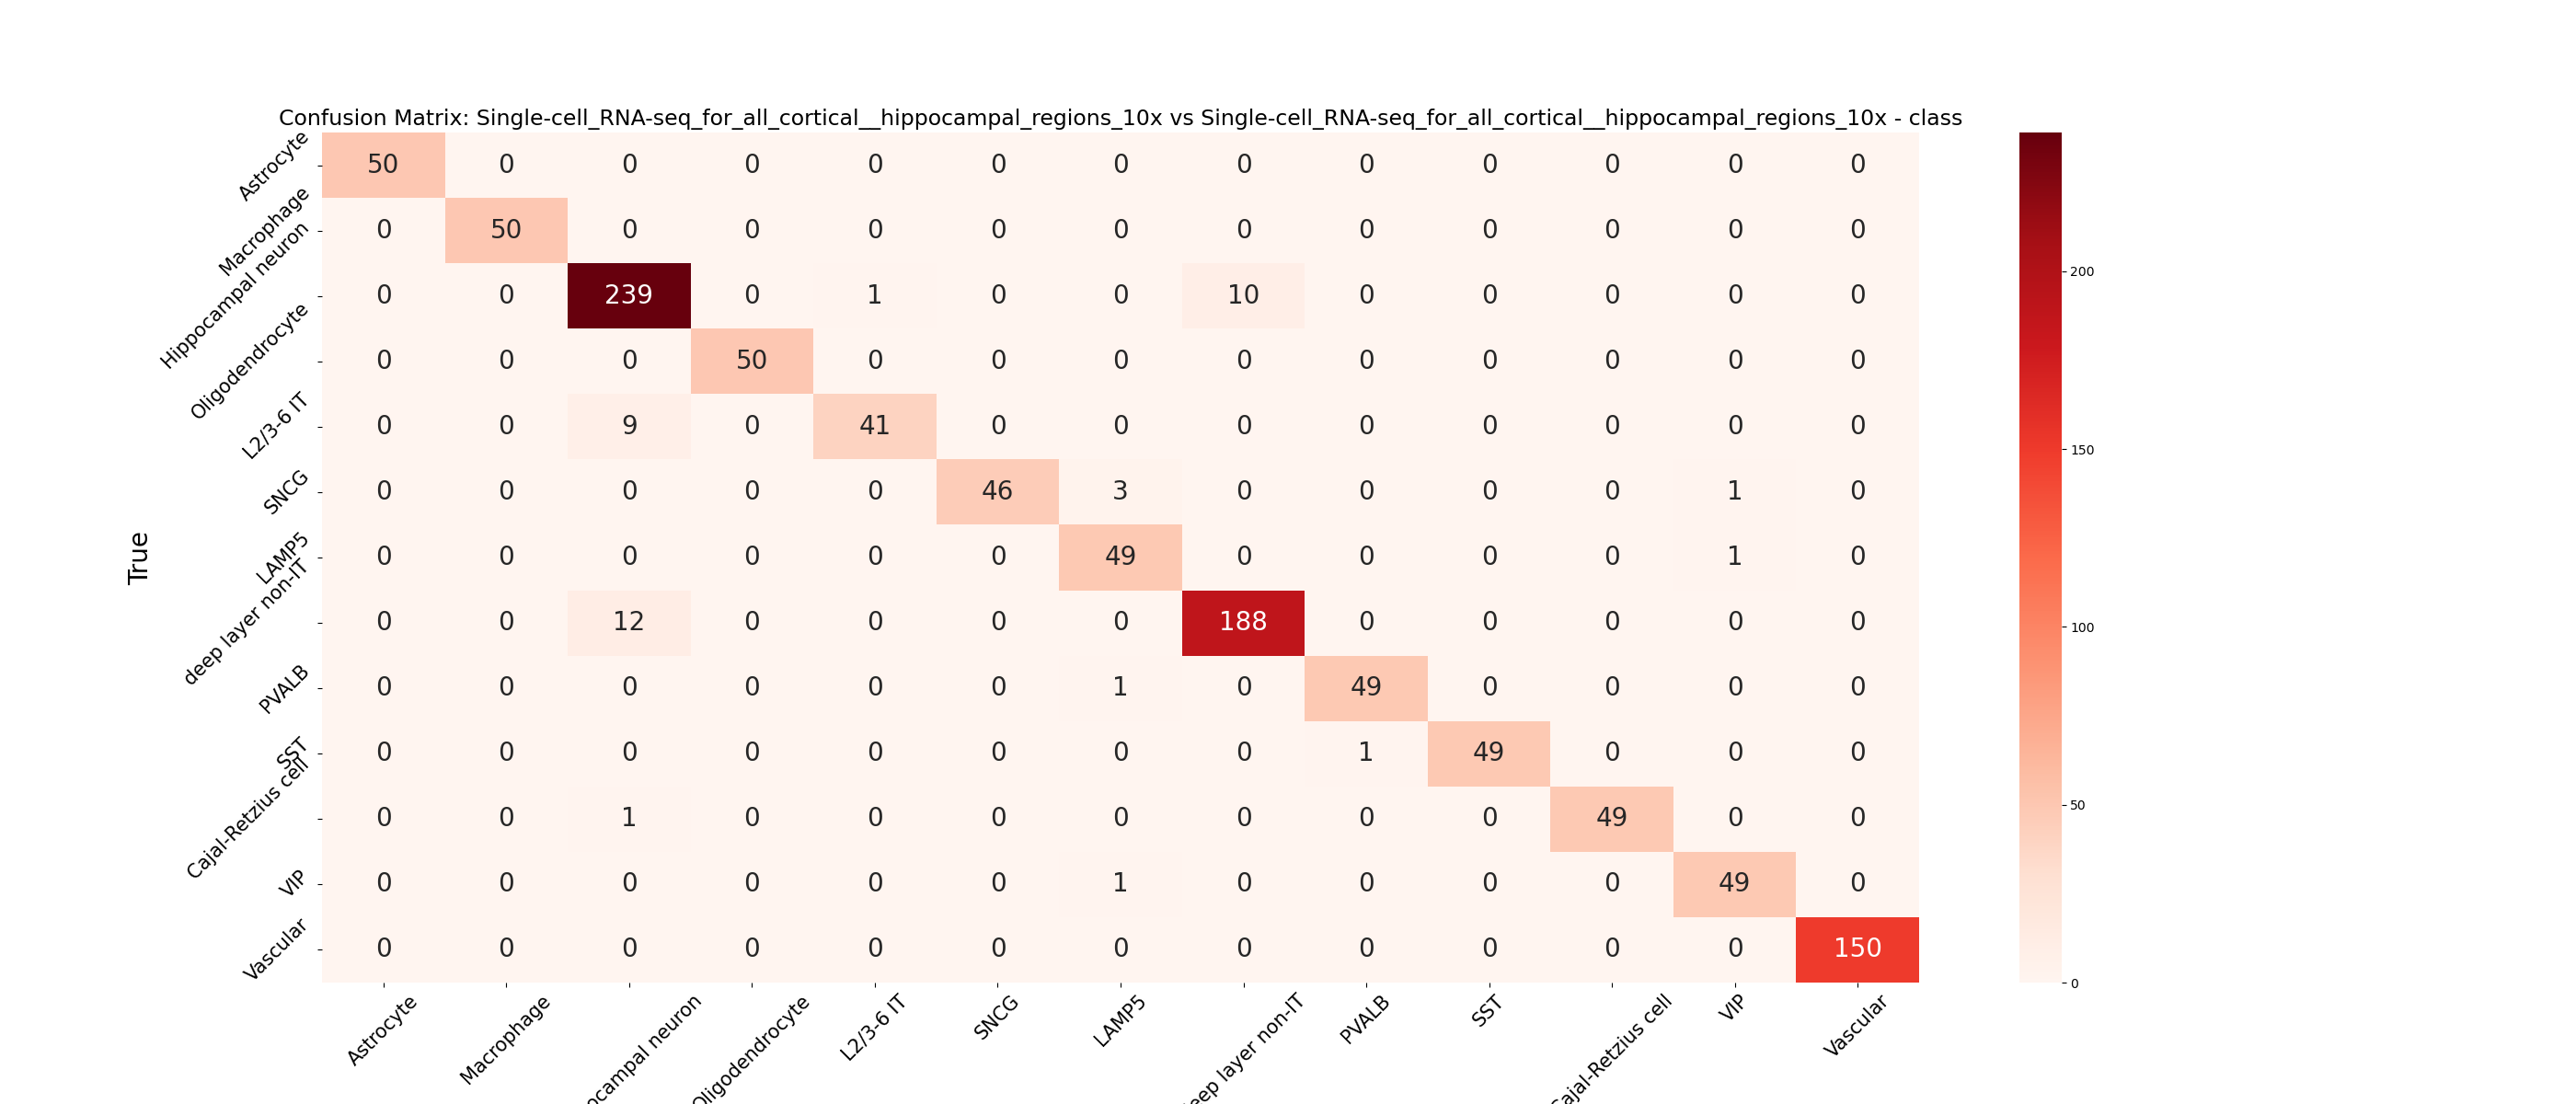 Confusion Matrix: Single-cell_RNA-seq_for_all_cortical__hippocampal_regions_10x vs Single-cell_RNA-seq_for_all_cortical__hippocampal_regions_10x - class
True
Astrocyte 50 0 0 0 0 0 0 0 0 0 0 0 0
Macrophage 0 50 0 0 0 0 0 0 0 0 0 0 0
Hippocampal neuron 0 0 239 0 1 0 0 10 0 0 0 0 0
Oligodendrocyte 0 0 0 50 0 0 0 0 0 0 0 0 0
L2/3-6 IT 0 0 9 0 41 0 0 0 0 0 0 0 0
SNCG 0 0 0 0 0 46 3 0 0 0 0 1 0
LAMP5 0 0 0 0 0 0 49 0 0 0 0 1 0
deep layer non-IT 0 0 12 0 0 0 0 188 0 0 0 0 0
PVALB 0 0 0 0 0 0 1 0 49 0 0 0 0
SST 0 0 0 0 0 0 0 0 1 49 0 0 0
Cajal-Retzius cell 0 0 1 0 0 0 0 0 0 0 49 0 0
VIP 0 0 0 0 0 0 1 0 0 0 0 49 0
Vascular 0 0 0 0 0 0 0 0 0 0 0 0 150
Astrocyte
Macrophage
ocampal neuron
Oligodendrocyte
L2/3-6 IT
SNCG
LAMP5
eep layer non-IT
PVALB
SST
Cajal-Retzius cell
VIP
Vascular
200
150
100
50
0